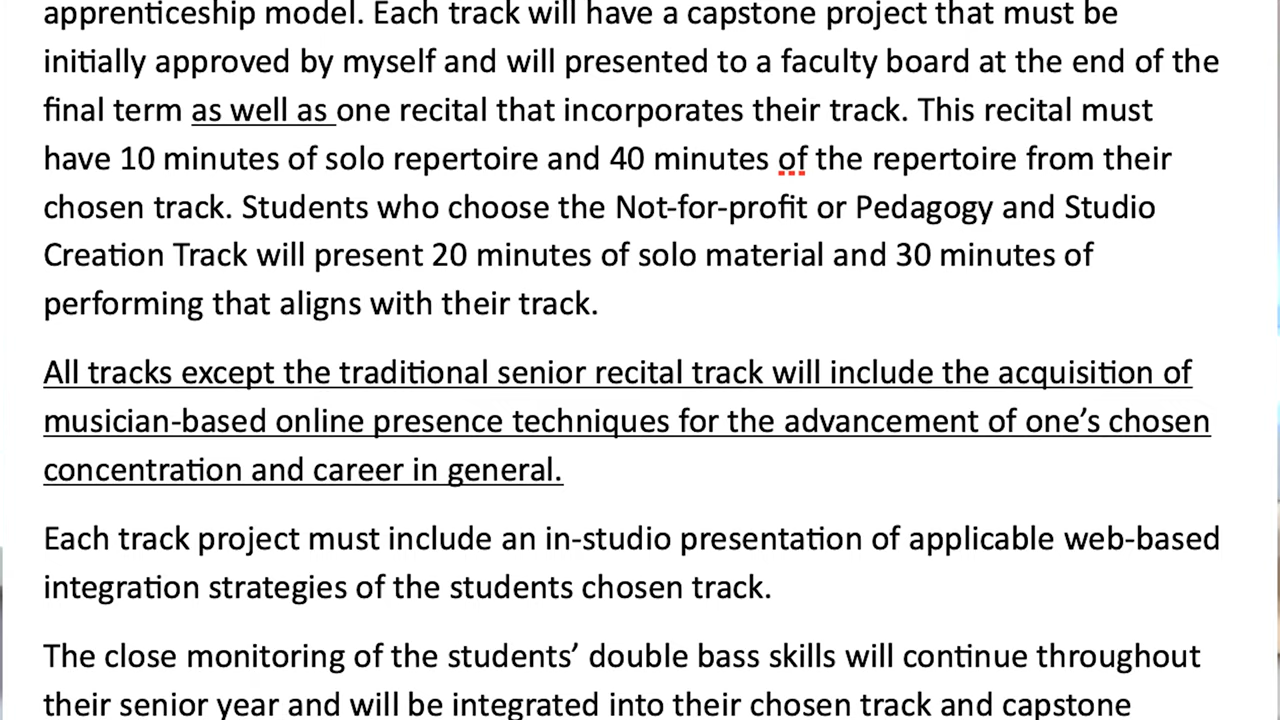 apprenticeship model. Each track will have a capstone project that must be
initially approved by myself and will presented to a faculty board at the end of the
final term as well as one recital that incorporates their track. This recital must
have 10 minutes of solo repertoire and 40 minutes of the repertoire from their
chosen track. Students who choose the Not-for-profit or Pedagogy and Studio
Creation Track will present 20 minutes of solo material and 30 minutes of
performing that aligns with their track.
All tracks except the traditional senior recital track will include the acquisition of
musician-based online presence techniques for the advancement of one’s chosen
concentration and career in general.
Each track project must include an in-studio presentation of applicable web-based
integration strategies of the students chosen track.
The close monitoring of the students’ double bass skills will continue throughout
their senior year and will be integrated into their chosen track and capstone